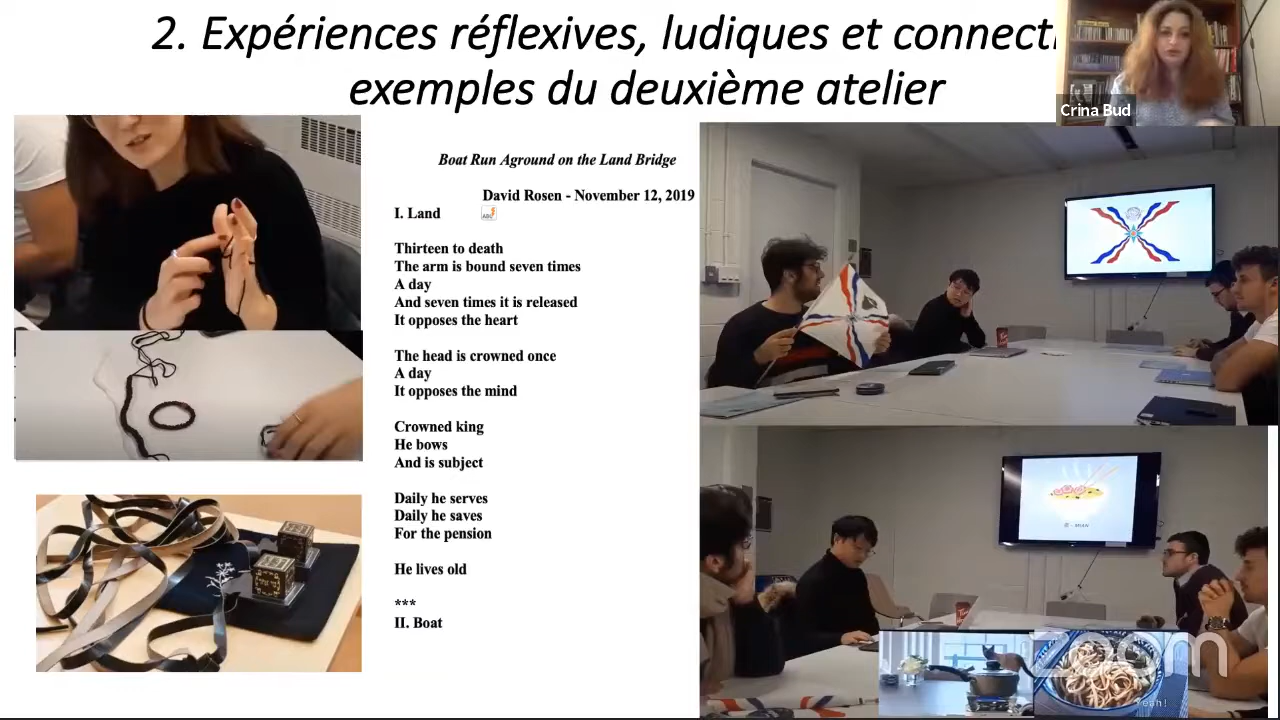 2. Expériences réflexives, ludiques et connecti
exemples du deuxième atelier
Crina Bud
Boat Run Aground on the Land Bridge
David Rosen - November 12, 2019
I. Land
ABC
Thirteen to death
The arm is bound seven times
A day
And seven times it is released
It opposes the heart
The head is crowned once
A day
It opposes the mind
Crowned king
He bows
And is subject
Daily he serves
Daily he saves
For the pension
He lives old
***
II. Boat
zoom
Yeah!